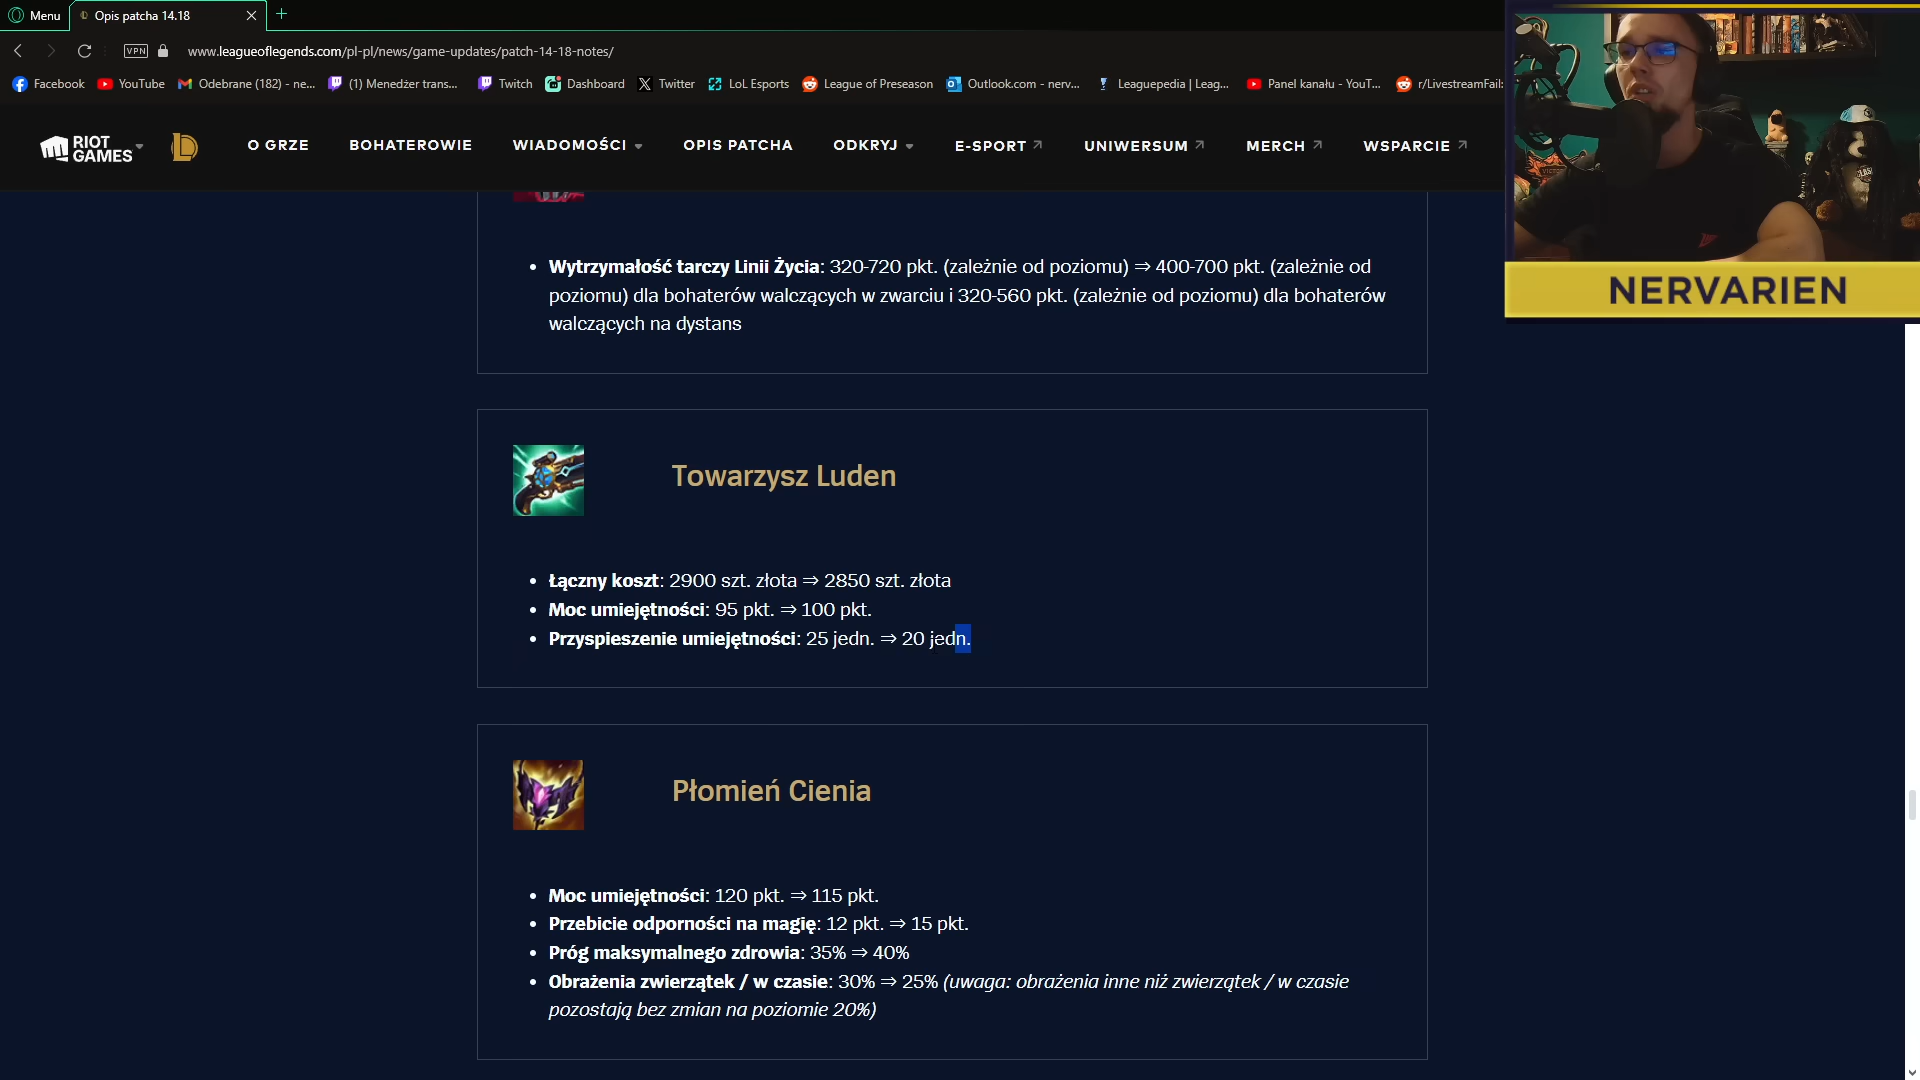 Menu
Opis patcha 14.18
VPN
www.leagueoflegends.com/pl-pl/news/game-updates/patch-14-18-notes/
Facebook
YouTube
Odebrane (182) - ne...
(1) Menedżer trans...
Twitch
Dashboard
Twitter
LoL Esports
League of Preseason
Outlook.com - nerv...
Leaguepedia | Leag...
Panel kanału - YouT...
r/LivestreamFail:
RIOT
GAMES
O GRZE
BOHATEROWIE
WIADOMOŚCI
OPIS PATCHA
ODKRYJ
E-SPORT
UNIWERSUM
MERCH
WSPARCIE
NERVARIEN
• Wytrzymałość tarczy Linii Życia: 320-720 pkt. (zależnie od poziomu) ⇒ 400-700 pkt. (zależnie od
poziomu) dla bohaterów walczących w zwarciu i 320-560 pkt. (zależnie od poziomu) dla bohaterów
walczących na dystans
Towarzysz Luden
• Łączny koszt: 2900 szt. złota ⇒ 2850 szt. złota
• Moc umiejętności: 95 pkt. ⇒ 100 pkt.
• Przyspieszenie umiejętności: 25 jedn. ⇒ 20 jedn.
Płomień Cienia
• Moc umiejętności: 120 pkt. ⇒ 115 pkt.
• Przebicie odporności na magię: 12 pkt. ⇒ 15 pkt.
• Próg maksymalnego zdrowia: 35% ⇒ 40%
• Obrażenia zwierzątek / w czasie: 30% ⇒ 25% (uwaga: obrażenia inne niż zwierzątek / w czasie
pozostają bez zmian na poziomie 20%)